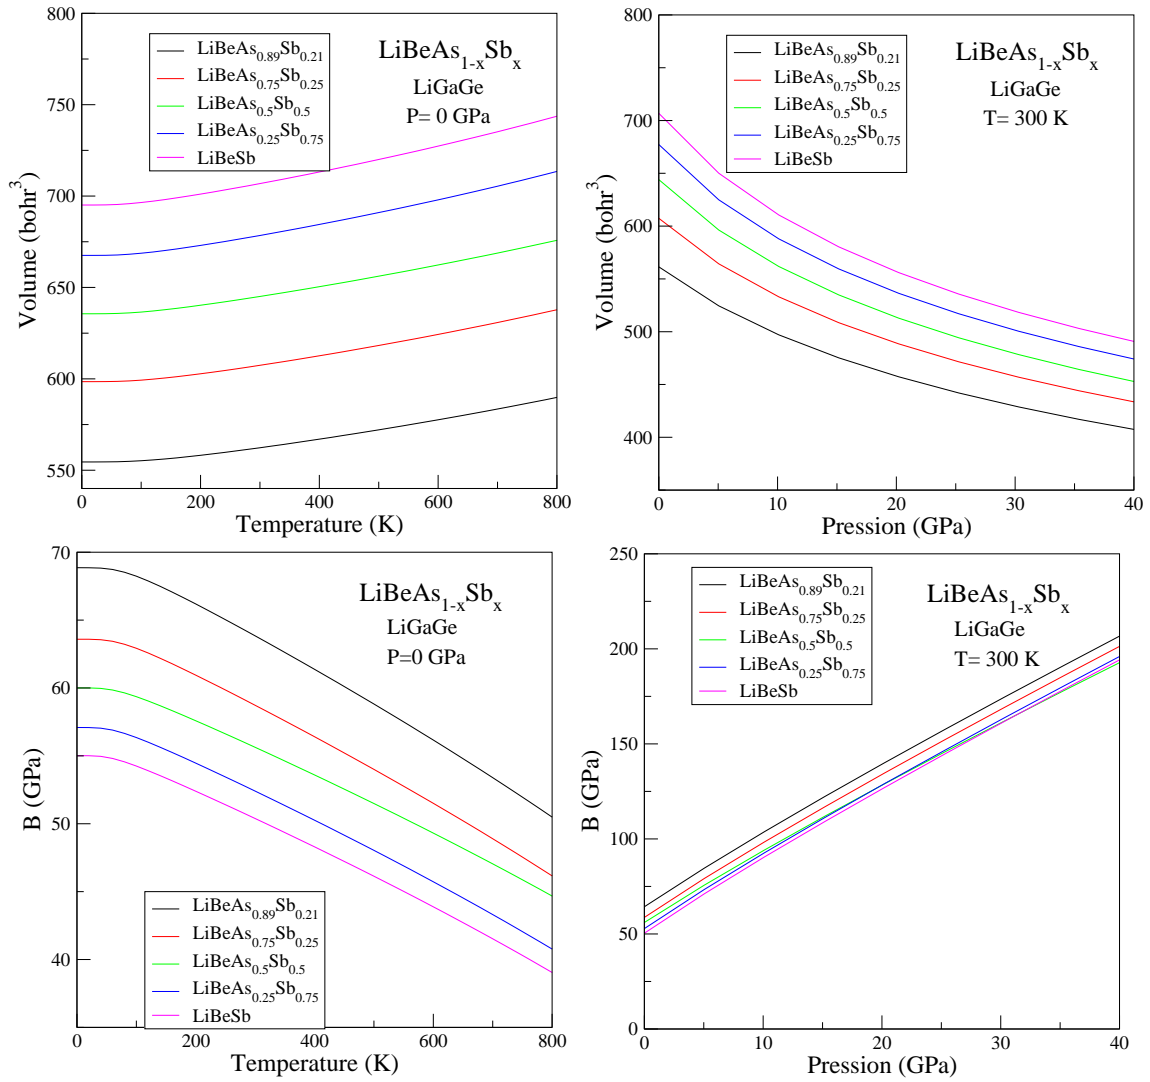 800
750
700
650
600
550
0
200
400
600
800
Temperature (K)
Volume (bohr³)
LiBeAs₀.₈₉Sb₀.₂₁
LiBeAs₀.₇₅Sb₀.₂₅
LiBeAs₀.₅Sb₀.₅
LiBeAs₀.₂₅Sb₀.₇₅
LiBeSb
LiBeAs₁₋ₓSbₓ
LiGaGe
P= 0 GPa
800
700
600
500
400
0
10
20
30
40
Pression (GPa)
Volume (bohr³)
LiBeAs₀.₈₉Sb₀.₂₁
LiBeAs₀.₇₅Sb₀.₂₅
LiBeAs₀.₅Sb₀.₅
LiBeAs₀.₂₅Sb₀.₇₅
LiBeSb
LiBeAs₁₋ₓSbₓ
LiGaGe
T= 300 K
70
60
50
40
0
200
400
600
800
Temperature (K)
B (GPa)
LiBeAs₁₋ₓSbₓ
LiGaGe
P=0 GPa
LiBeAs₀.₈₉Sb₀.₂₁
LiBeAs₀.₇₅Sb₀.₂₅
LiBeAs₀.₅Sb₀.₅
LiBeAs₀.₂₅Sb₀.₇₅
LiBeSb
250
200
150
100
50
0
0
10
20
30
40
Pression (GPa)
B (GPa)
LiBeAs₀.₈₉Sb₀.₂₁
LiBeAs₀.₇₅Sb₀.₂₅
LiBeAs₀.₅Sb₀.₅
LiBeAs₀.₂₅Sb₀.₇₅
LiBeSb
LiBeAs₁₋ₓSbₓ
LiGaGe
T= 300 K